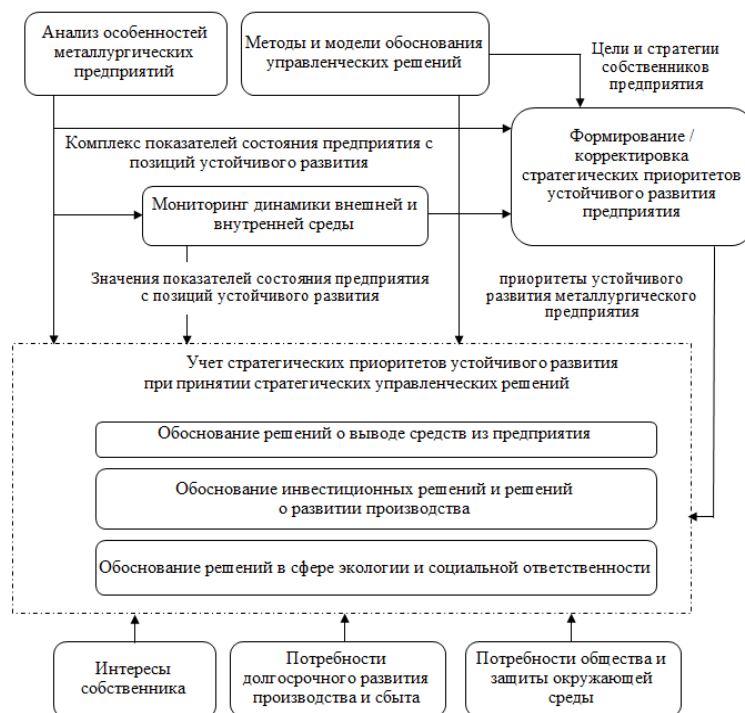 Анализ особенностей
металлургических
предприятий
Методы и модели обоснования
управленческих решений
Цели и стратегии
собственников
предприятия
Комплекс показателей состояния предприятия с
позиций устойчивого развития
Формирование /
корректировка
стратегических приоритетов
устойчивого развития
предприятия
Мониторинг динамики внешней и
внутренней среды
Значения показателей состояния предприятия
с позиций устойчивого развития
приоритеты устойчивого
развития металлургического
предприятия
Учет стратегических приоритетов устойчивого развития
при принятии стратегических управленческих решений
Обоснование решений о выводе средств из предприятия
Обоснование инвестиционных решений и решений
о развитии производства
Обоснование решений в сфере экологии и социальной ответственности
Интересы
собственника
Потребности
долгосрочного развития
производства и сбыта
Потребности общества и
защиты окружающей
среды